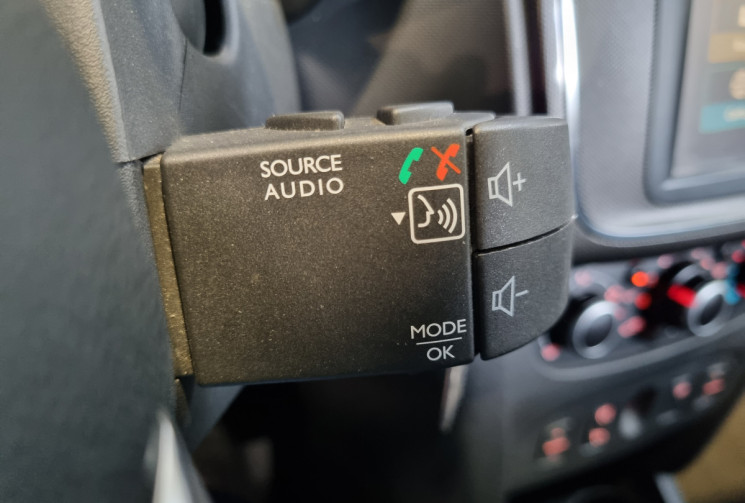 SOURCE
AUDIO
+
-
MODE
OK